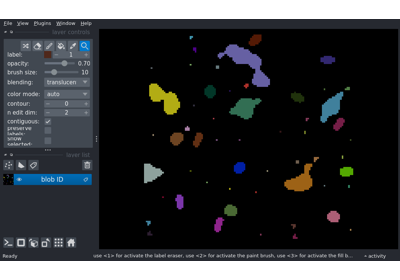 File View Plugins Window Help
layer controls
label: 1
opacity: 0.70
brush size: 10
blending: translucen
color mode: auto
contour: 0
n edit dim: 2
contiguous:
preserve labels:
show selected:
layer list
blob ID
Ready use <1> for activate the label eraser, use <2> for activate the paint brush, use <3> for activate the fill b... activity